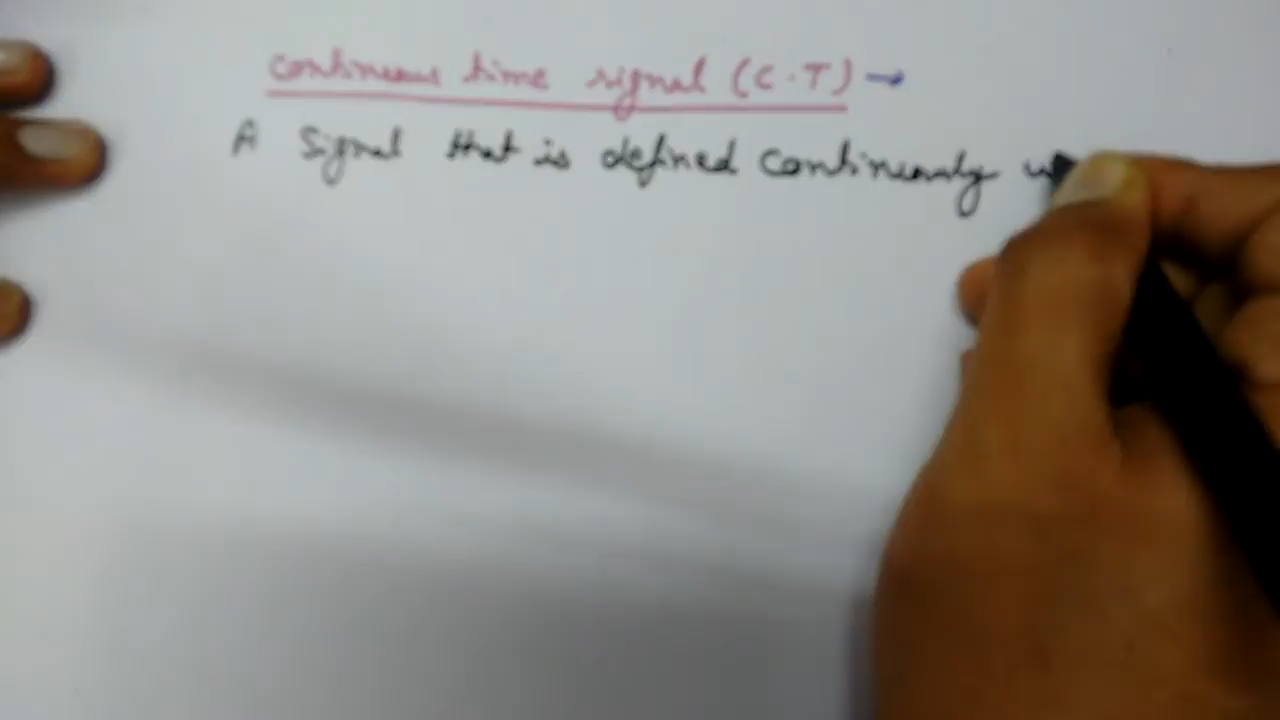 continuous time signal (C.T) →
A Signal that is defined continuously